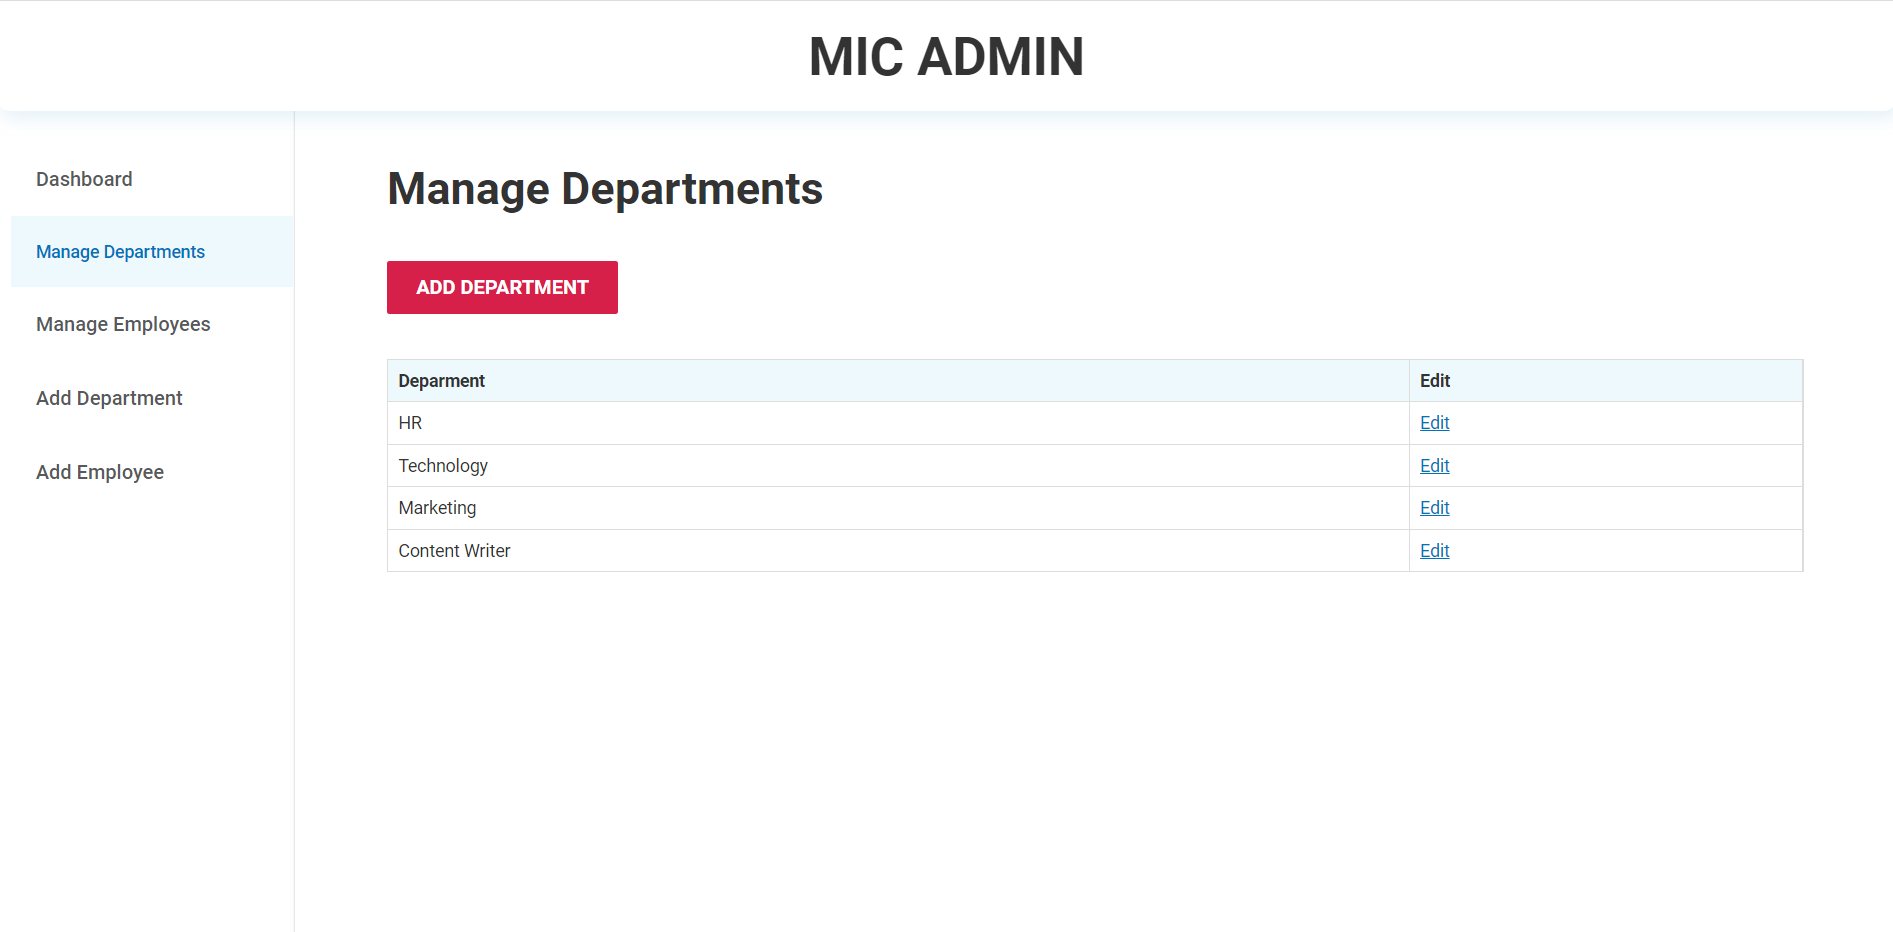 MIC ADMIN
Dashboard
Manage Departments
Manage Employees
Add Department
Add Employee
Manage Departments
ADD DEPARTMENT
Deparment Edit
HR Edit
Technology Edit
Marketing Edit
Content Writer Edit